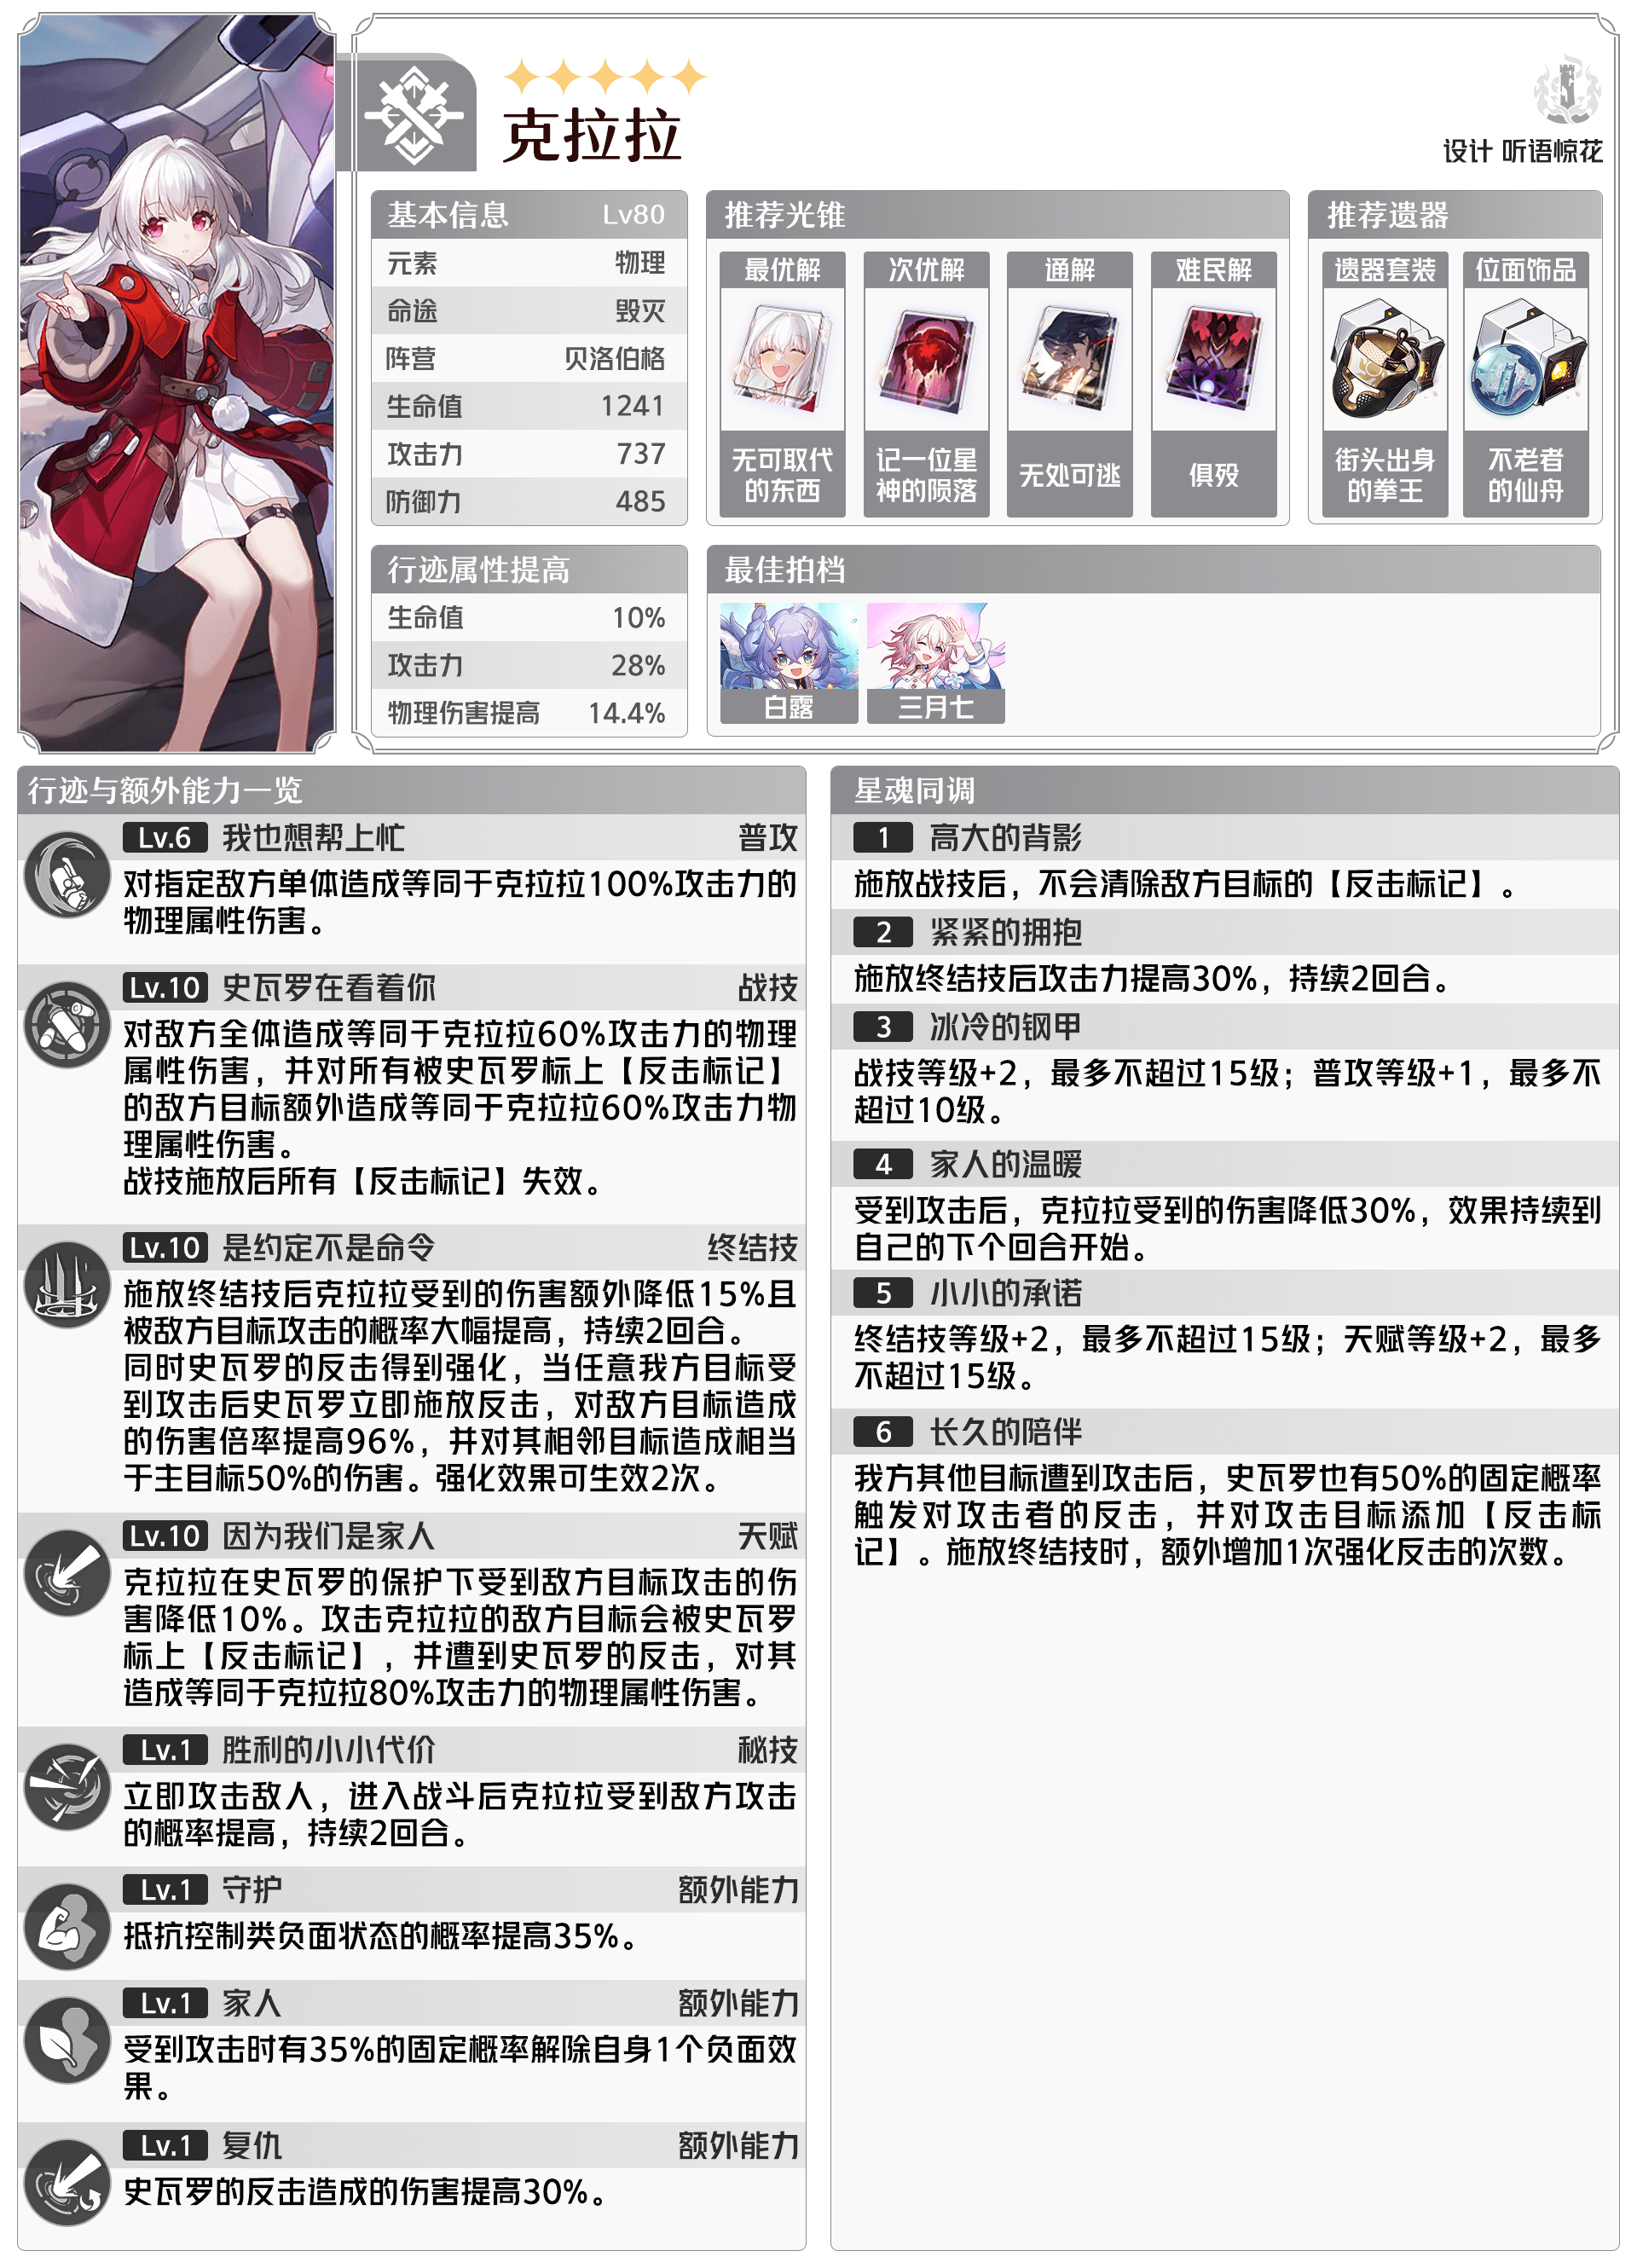 克拉拉
设计 听语惊花
基本信息 Lv80
元素 物理
命途 毁灭
阵营 贝洛伯格
生命值 1241
攻击力 737
防御力 485
推荐光锥
最优解 次优解 通解 难民解
无可取代
的东西
记一位星
神的陨落
无处可逃
俱殁
推荐遗器
遗器套装 位面饰品
街头出身
的拳王
不老者
的仙舟
行迹属性提高
生命值 10%
攻击力 28%
物理伤害提高 14.4%
最佳拍档
白露 三月七
行迹与额外能力一览
Lv.6 我也想帮上忙 普攻
对指定敌方单体造成等同于克拉拉100%攻击力的
物理属性伤害。
Lv.10 史瓦罗在看着你 战技
对敌方全体造成等同于克拉拉60%攻击力的物理
属性伤害，并对所有被史瓦罗标上【反击标记】
的敌方目标额外造成等同于克拉拉60%攻击力物
理属性伤害。
战技施放后所有【反击标记】失效。
Lv.10 是约定不是命令 终结技
施放终结技后克拉拉受到的伤害额外降低15%且
被敌方目标攻击的概率大幅提高，持续2回合。
同时史瓦罗的反击得到强化，当任意我方目标受
到攻击后史瓦罗立即施放反击，对敌方目标造成
的伤害倍率提高96%，并对其相邻目标造成相当
于主目标50%的伤害。强化效果可生效2次。
Lv.10 因为我们是家人 天赋
克拉拉在史瓦罗的保护下受到敌方目标攻击的伤
害降低10%。攻击克拉拉的敌方目标会被史瓦罗
标上【反击标记】，并遭到史瓦罗的反击，对其
造成等同于克拉拉80%攻击力的物理属性伤害。
Lv.1 胜利的小小代价 秘技
立即攻击敌人，进入战斗后克拉拉受到敌方攻击
的概率提高，持续2回合。
Lv.1 守护 额外能力
抵抗控制类负面状态的概率提高35%。
Lv.1 家人 额外能力
受到攻击时有35%的固定概率解除自身1个负面效
果。
Lv.1 复仇 额外能力
史瓦罗的反击造成的伤害提高30%。
星魂同调
1 高大的背影
施放战技后，不会清除敌方目标的【反击标记】。
2 紧紧的拥抱
施放终结技后攻击力提高30%，持续2回合。
3 冰冷的钢甲
战技等级+2，最多不超过15级；普攻等级+1，最多不
超过10级。
4 家人的温暖
受到攻击后，克拉拉受到的伤害降低30%，效果持续到
自己的下个回合开始。
5 小小的承诺
终结技等级+2，最多不超过15级；天赋等级+2，最多
不超过15级。
6 长久的陪伴
我方其他目标遭到攻击后，史瓦罗也有50%的固定概率
触发对攻击者的反击，并对攻击目标添加【反击标
记】。施放终结技时，额外增加1次强化反击的次数。